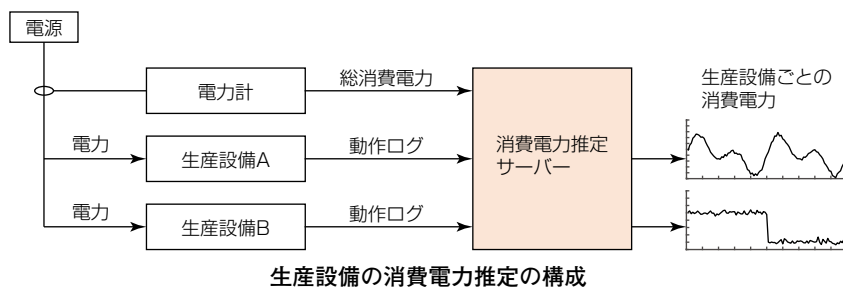 電源
電力計
総消費電力
電力
生産設備A
動作ログ
電力
生産設備B
動作ログ
消費電力推定
サーバー
生産設備ごとの
消費電力
生産設備の消費電力推定の構成